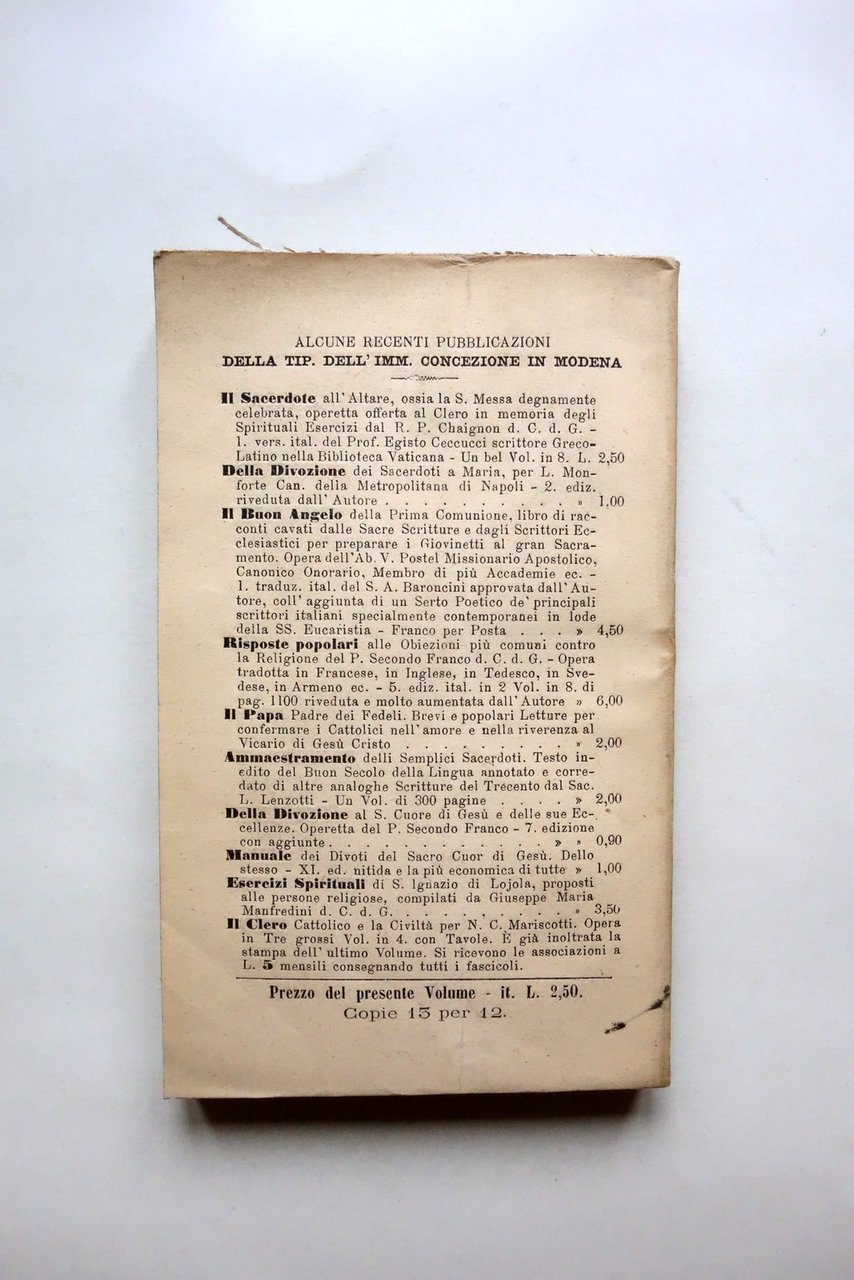 ALCUNE RECENTI PUBBLICAZIONI
DELLA TIP. DELL' IMM. CONCEZIONE IN MODENA
Il Sacerdote all'Altare, ossia la S. Messa degnamente
celebrata, operetta offerta al Clero in memoria degli
Spirituali Esercizi dal R. P. Chaignon d. C. d. G. -
1. vers. ital. del Prof. Egisto Ceccucci scrittore Greco-
Latino nella Biblioteca Vaticana - Un bel Vol. in 8. L. 2,50
Della Divozione dei Sacerdoti a Maria, per L. Mon-
forte Can. della Metropolitana di Napoli - 2. ediz.
riveduta dall' Autore . . . . . . . . . . » 1,00
Il Buon Angelo della Prima Comunione, libro di rac-
conti cavati dalle Sacre Scritture e dagli Scrittori Ec-
clesiastici per preparare i Giovinetti al gran Sacra-
mento. Opera dell'Ab. V. Postel Missionario Apostolico,
Canonico Onorario, Membro di più Accademie ec. -
1. traduz. ital. del S. A. Baroncini approvata dall'Au-
tore, coll' aggiunta di un Serto Poetico de' principali
scrittori italiani specialmente contemporanei in lode
della SS. Eucaristia - Franco per Posta . . . » 4,50
Risposte popolari alle Obiezioni più comuni contro
la Religione del P. Secondo Franco d. C. d. G. - Opera
tradotta in Francese, in Inglese, in Tedesco, in Sve-
dese, in Armeno ec. - 5. ediz. ital. in 2 Vol. in 8. di
pag. 1100 riveduta e molto aumentata dall' Autore » 6,00
Il Papa Padre dei Fedeli. Brevi e popolari Letture per
confermare i Cattolici nell'amore e nella riverenza al
Vicario di Gesù Cristo . . . . . . . . . » 2,00
Ammaestramento delli Semplici Sacerdoti. Testo in-
edito del Buon Secolo della Lingua annotato e corre-
dato di altre analoghe Scritture del Trecento dal Sac.
L. Lenzotti - Un Vol. di 300 pagine . . . . » 2,00
Della Divozione al S. Cuore di Gesù e delle sue Ec-
cellenze. Operetta del P. Secondo Franco - 7. edizione
con aggiunte . . . . . . . . . . . . » » 0,90
Manuale dei Divoti del Sacro Cuor di Gesù. Dello
stesso - XI. ed. nitida e la più economica di tutte » 1,00
Esercizi Spirituali di S. Ignazio di Lojola, proposti
alle persone religiose, compilati da Giuseppe Maria
Manfredini d. C. d. G. . . . . , . . . . » 3,50
Il Clero Cattolico e la Civiltà per N. C. Mariscotti. Opera
in Tre grossi Vol. in 4. con Tavole. È già inoltrata la
stampa dell' ultimo Volume. Si ricevono le associazioni a
L. 5 mensili consegnando tutti i fascicoli.
Prezzo del presente Volume - it. L. 2,50.
Copie 13 per 12.